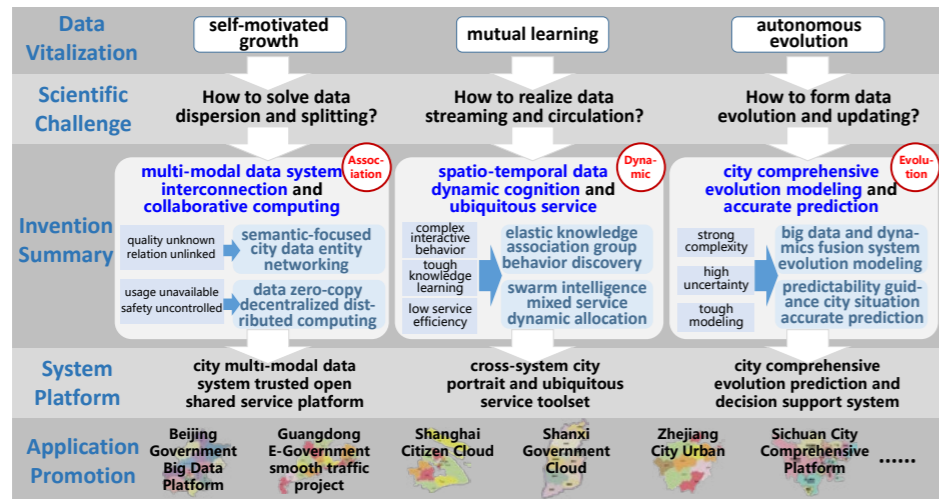 Data
Vitalization
self-motivated
growth
mutual learning
autonomous
evolution
Scientific
Challenge
How to solve data
dispersion and splitting?
How to realize data
streaming and circulation?
How to form data
evolution and updating?
Invention
Summary
multi-modal data system
interconnection and
collaborative computing
Assoc-
iation
quality unknown
relation unlinked
semantic-focused
city data entity
networking
usage unavailable
safety uncontrolled
data zero-copy
decentralized dist-
ributed computing
spatio-temporal data
dynamic cognition and
ubiquitous service
Dyna-
mic
complex
interactive
behavior
tough
knowledge
learning
low service
efficiency
elastic knowledge
association group
behavior discovery
swarm intelligence
mixed service
dynamic allocation
city comprehensive
evolution modeling and
accurate prediction
Evolu-
tion
strong
complexity
high
uncertainty
tough
modeling
big data and dyna-
mics fusion system
evolution modeling
predictability guid-
ance city situation
accurate prediction
System
Platform
city multi-modal data
system trusted open
shared service platform
cross-system city
portrait and ubiquitous
service toolset
city comprehensive
evolution prediction and
decision support system
Application
Promotion
Beijing
Government
Big Data
Platform
Guangdong
E-Government
smooth traffic
project
Shanghai
Citizen Cloud
Shanxi
Government
Cloud
Zhejiang
City Urban
Sichuan City
Comprehensive
Platform
......